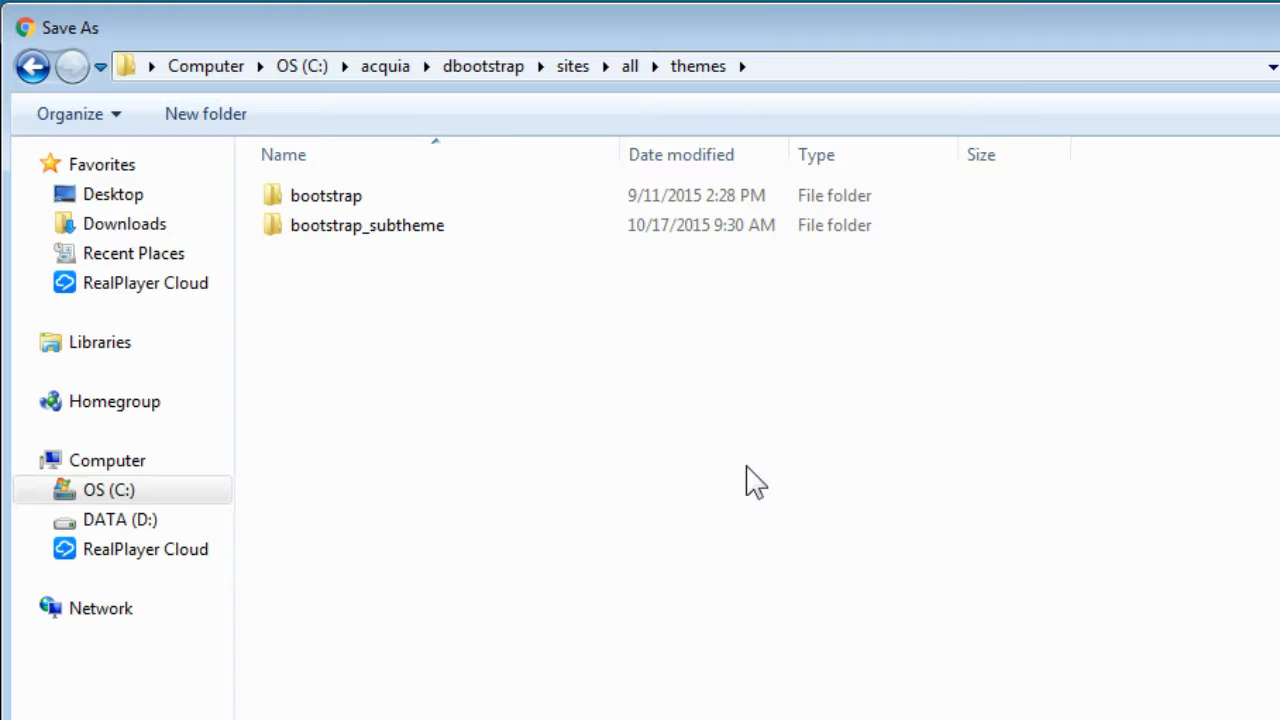 Save As
Computer OS (C:) acquia dbootstrap sites all themes
Organize New folder
Name Date modified Type Size
bootstrap 9/11/2015 2:28 PM File folder
bootstrap_subtheme 10/17/2015 9:30 AM File folder
Favorites
Desktop
Downloads
Recent Places
RealPlayer Cloud
Libraries
Homegroup
Computer
OS (C:)
DATA (D:)
RealPlayer Cloud
Network